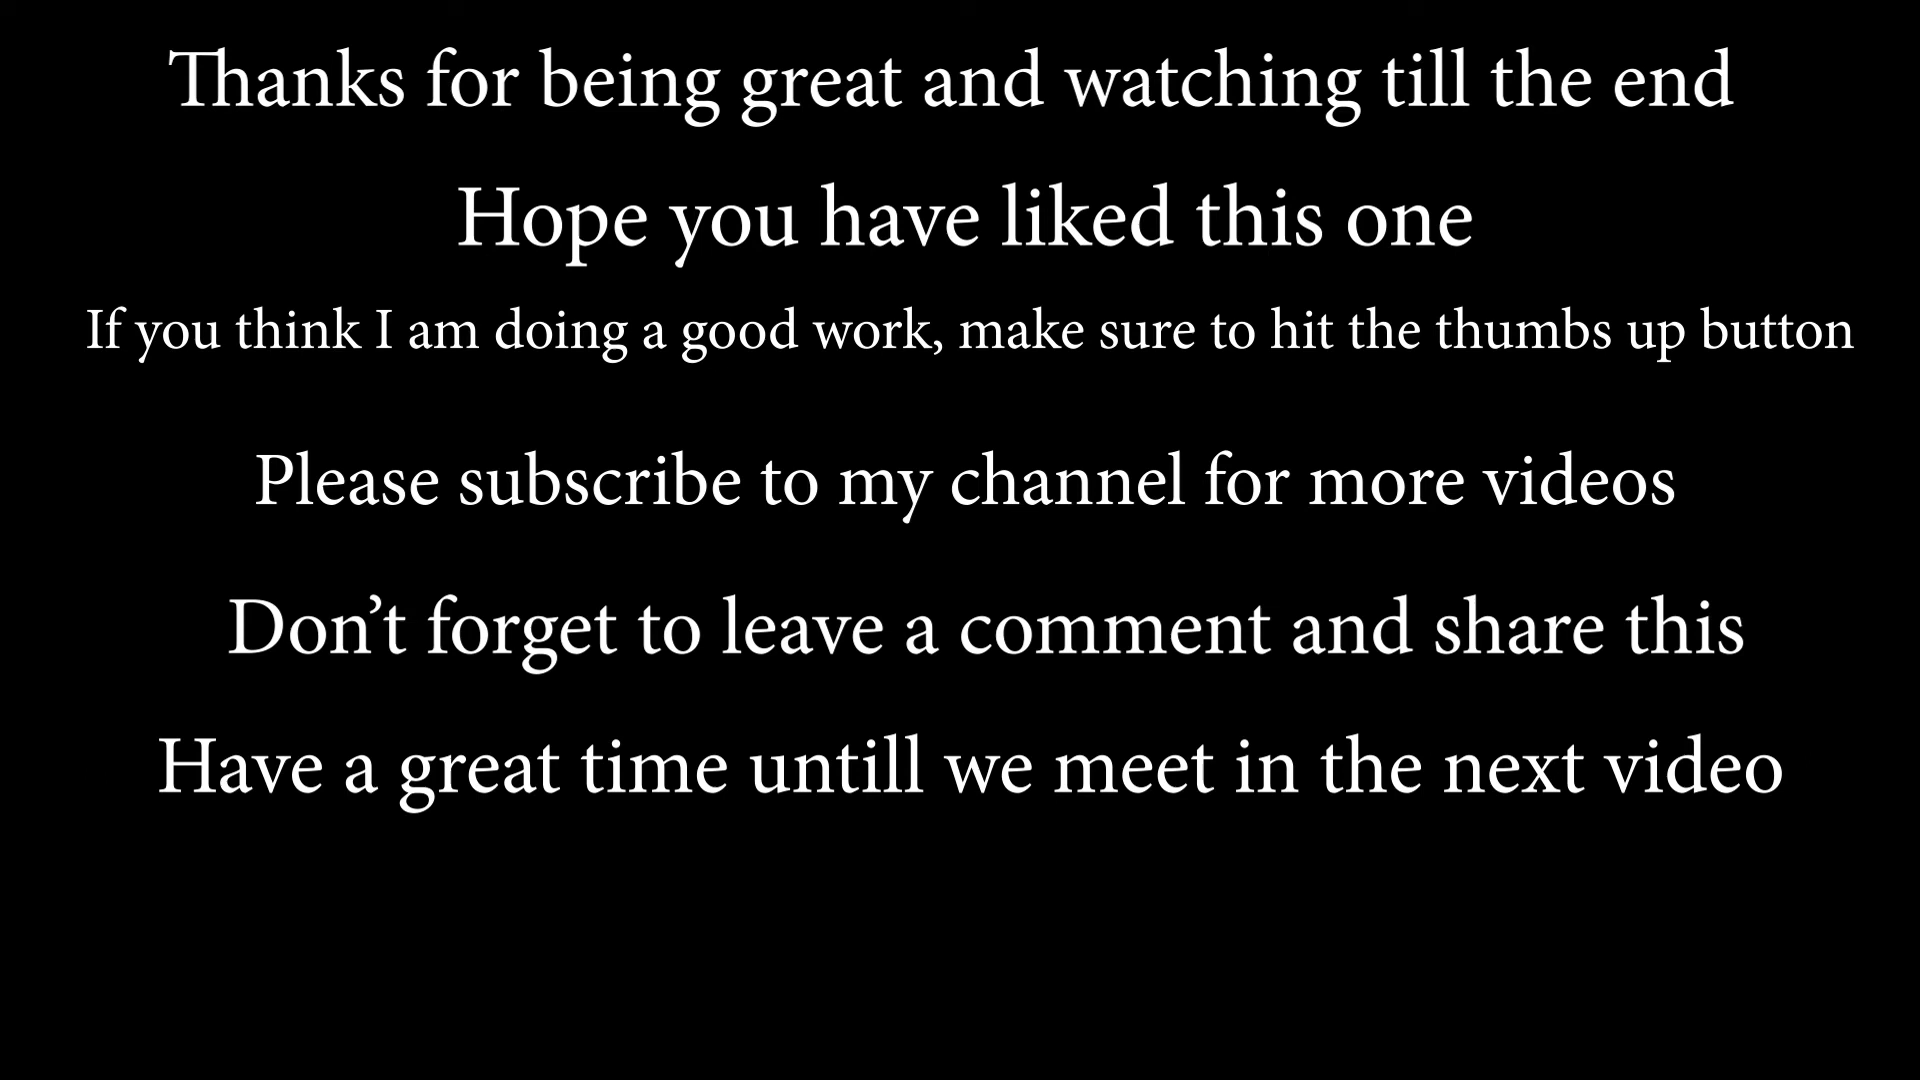 Thanks for being great and watching till the end
Hope you have liked this one
If you think I am doing a good work, make sure to hit the thumbs up button
Please subscribe to my channel for more videos
Don’t forget to leave a comment and share this
Have a great time untill we meet in the next video